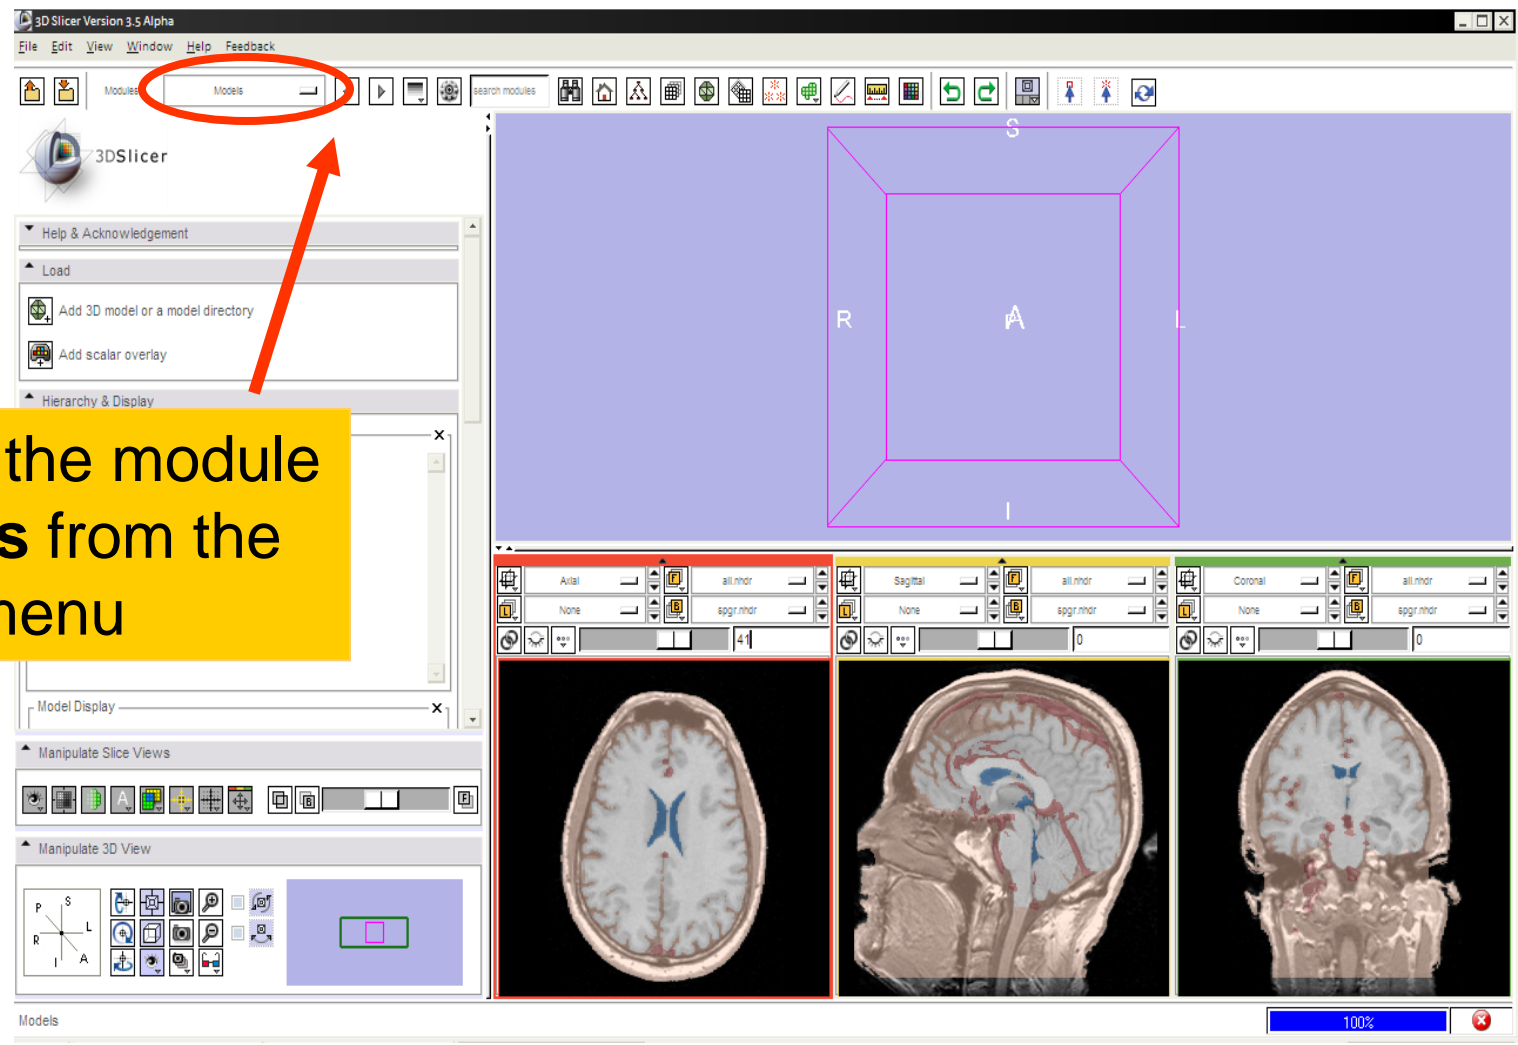 3D Slicer Version 3.5 Alpha
File Edit View Window Help Feedback
Modules Models search modules
3DSlicer
Help & Acknowledgement
Load
Add 3D model or a model directory
Add scalar overlay
Hierarchy & Display
the module
s from the
menu
Model Display
Manipulate Slice Views
A B F
Manipulate 3D View
P S L R I A
S
R A P L
I
Axial F all.nhdr
L None B spgr.nhdr
41
Sagittal F all.nhdr
L None B spgr.nhdr
0
Coronal F all.nhdr
L None B spgr.nhdr
0
Models
100%